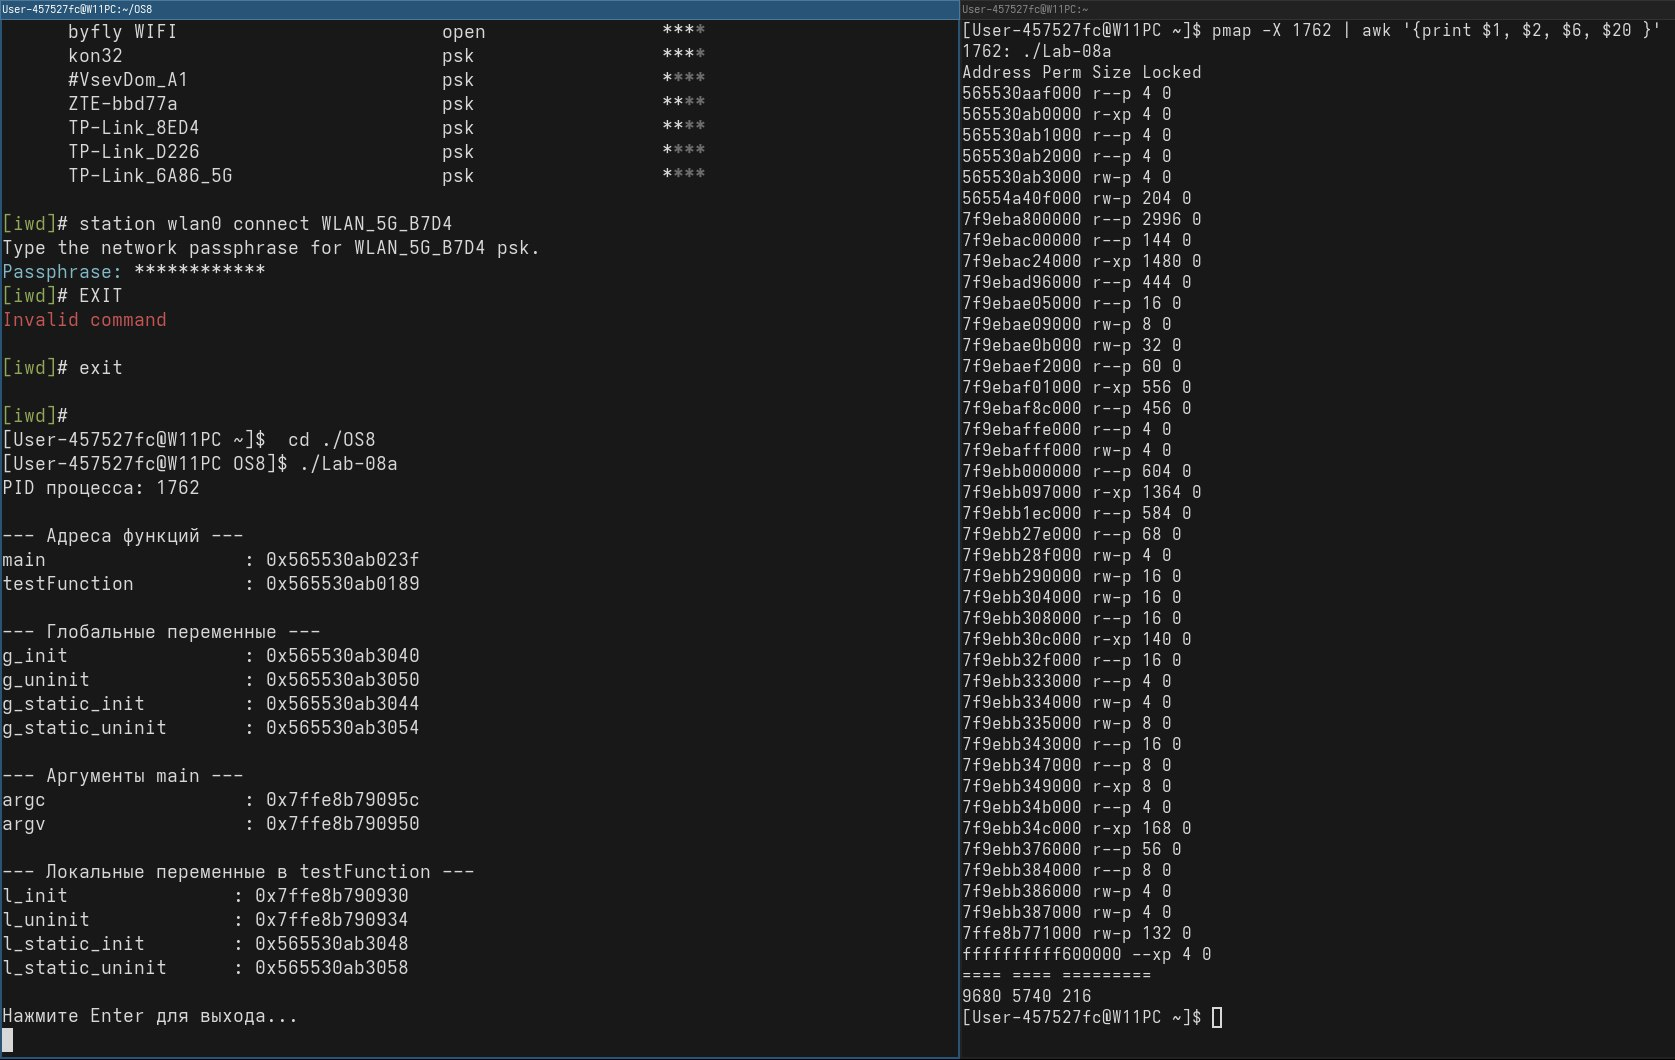 User-457527fc@W11PC:~/OS8
byfly WIFI open ****
kon32 psk ****
#VsevDom_A1 psk ****
ZTE-bbd77a psk ****
TP-Link_8ED4 psk ****
TP-Link_D226 psk ****
TP-Link_6A86_5G psk ****
[iwd]# station wlan0 connect WLAN_5G_B7D4
Type the network passphrase for WLAN_5G_B7D4 psk.
Passphrase: ************
[iwd]# EXIT
Invalid command
[iwd]# exit
[iwd]#
[User-457527fc@W11PC ~]$  cd ./OS8
[User-457527fc@W11PC OS8]$ ./Lab-08a
PID процесса: 1762
--- Адреса функций ---
main : 0x565530ab023f
testFunction : 0x565530ab0189
--- Глобальные переменные ---
g_init : 0x565530ab3040
g_uninit : 0x565530ab3050
g_static_init : 0x565530ab3044
g_static_uninit : 0x565530ab3054
--- Аргументы main ---
argc : 0x7ffe8b79095c
argv : 0x7ffe8b790950
--- Локальные переменные в testFunction ---
l_init : 0x7ffe8b790930
l_uninit : 0x7ffe8b790934
l_static_init : 0x565530ab3048
l_static_uninit : 0x565530ab3058
Нажмите Enter для выхода...
User-457527fc@W11PC:~
[User-457527fc@W11PC ~]$ pmap -X 1762 | awk '{print $1, $2, $6, $20 }'
1762: ./Lab-08a
Address Perm Size Locked
565530aaf000 r--p 4 0
565530ab0000 r-xp 4 0
565530ab1000 r--p 4 0
565530ab2000 r--p 4 0
565530ab3000 rw-p 4 0
56554a40f000 rw-p 204 0
7f9eba800000 r--p 2996 0
7f9ebac00000 r--p 144 0
7f9ebac24000 r-xp 1480 0
7f9ebad96000 r--p 444 0
7f9ebae05000 r--p 16 0
7f9ebae09000 rw-p 8 0
7f9ebae0b000 rw-p 32 0
7f9ebaef2000 r--p 60 0
7f9ebaf01000 r-xp 556 0
7f9ebaf8c000 r--p 456 0
7f9ebaffe000 r--p 4 0
7f9ebafff000 rw-p 4 0
7f9ebb000000 r--p 604 0
7f9ebb097000 r-xp 1364 0
7f9ebb1ec000 r--p 584 0
7f9ebb27e000 r--p 68 0
7f9ebb28f000 rw-p 4 0
7f9ebb290000 rw-p 16 0
7f9ebb304000 rw-p 16 0
7f9ebb308000 r--p 16 0
7f9ebb30c000 r-xp 140 0
7f9ebb32f000 r--p 16 0
7f9ebb333000 r--p 4 0
7f9ebb334000 rw-p 4 0
7f9ebb335000 rw-p 8 0
7f9ebb343000 r--p 16 0
7f9ebb347000 r--p 8 0
7f9ebb349000 r-xp 8 0
7f9ebb34b000 r--p 4 0
7f9ebb34c000 r-xp 168 0
7f9ebb376000 r--p 56 0
7f9ebb384000 r--p 8 0
7f9ebb386000 rw-p 4 0
7f9ebb387000 rw-p 4 0
7ffe8b771000 rw-p 132 0
ffffffffff600000 --xp 4 0
==== ==== =========
9680 5740 216
[User-457527fc@W11PC ~]$